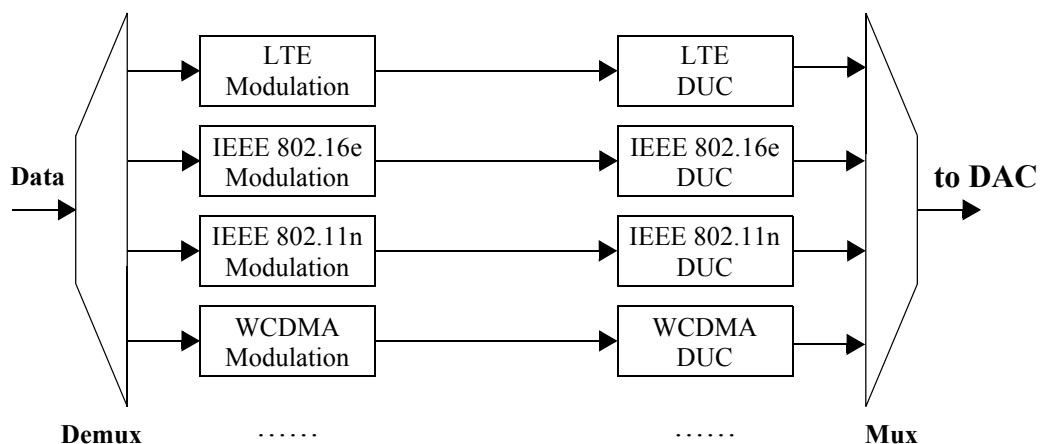 LTE
Modulation
LTE
DUC
IEEE 802.16e
Modulation
IEEE 802.16e
DUC
Data
to DAC
IEEE 802.11n
Modulation
IEEE 802.11n
DUC
WCDMA
Modulation
WCDMA
DUC
Demux
......
......
Mux